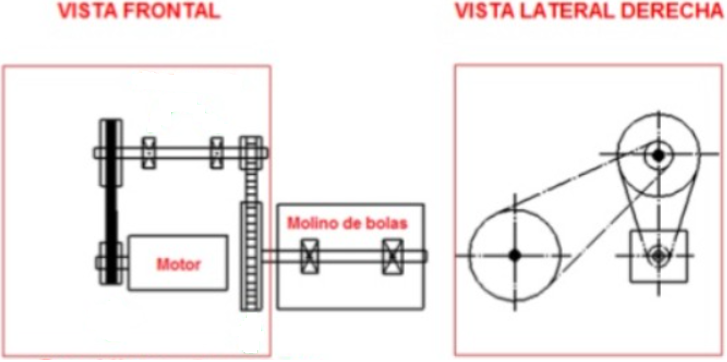 VISTA FRONTAL
VISTA LATERAL DERECHA
Molino de bolas
Motor